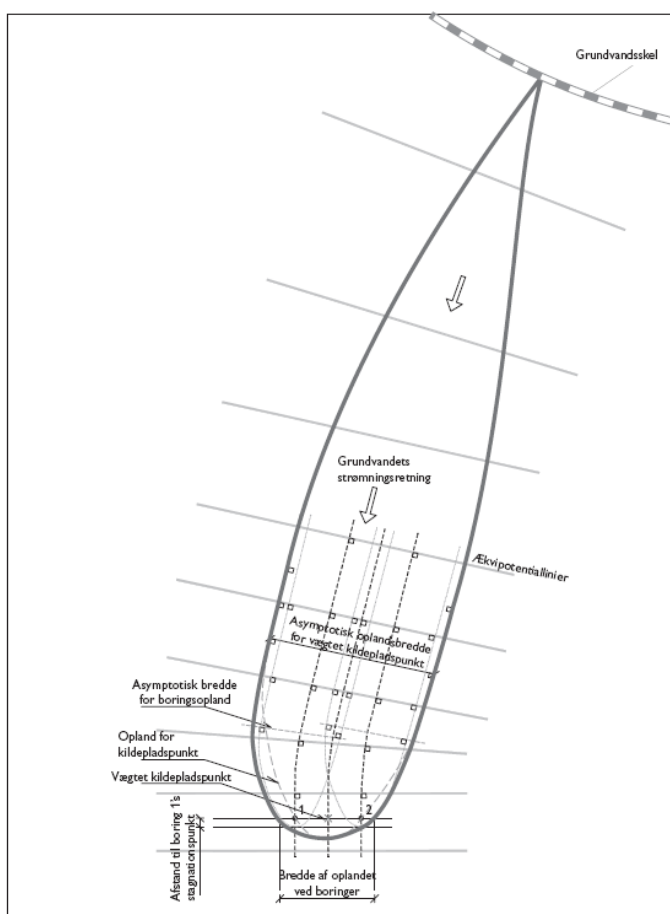 Grundvandsskel
Grundvandets
strømningsretning
Ækvipotentiallinier
Asymptotisk oplandsbredde
for vægtet kildepladspunkt
Asymptotisk bredde
for boringsopland
Opland for
kildepladspunkt
Vægtet kildepladspunkt
1
2
Afstand til boring 1's
stagnationspunkt
Bredde af oplandet
ved boringer